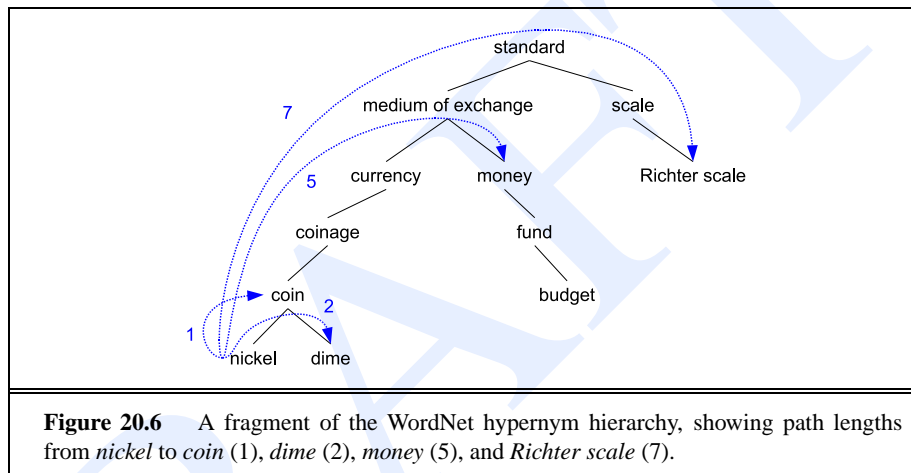 standard
medium of exchange scale
7
currency money Richter scale
5
coinage fund
coin budget
2
1
nickel dime
Figure 20.6 A fragment of the WordNet hypernym hierarchy, showing path lengths
from nickel to coin (1), dime (2), money (5), and Richter scale (7).